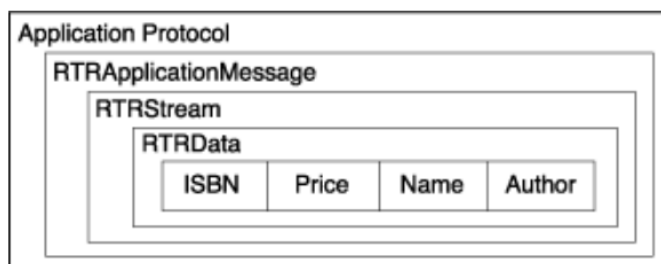 Application Protocol
RTRApplicationMessage
RTRStream
RTRData
ISBN Price Name Author